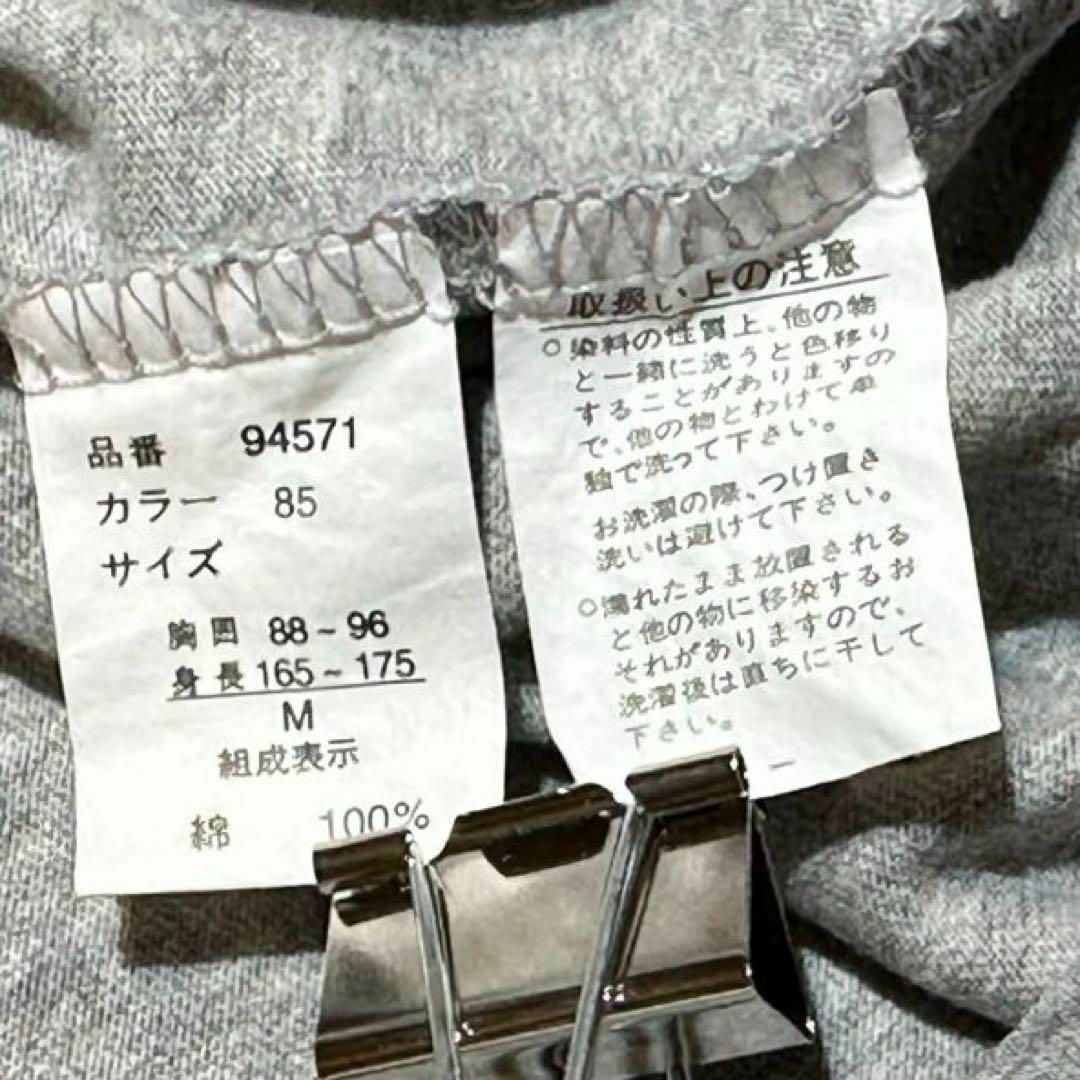 品番 94571
カラー 85
サイズ
胸囲 88~96
身長 165~175
M
組成表示
綿 100%
取扱い上の注意
○染料の性質上、他の物
と一緒に洗うと色移り
することがありますの
で、他の物とわけて単
独で洗って下さい。
お洗濯の際、つけ置き
洗いは避けて下さい。
○濡れたまま放置される
と他の物に移染するお
それがありますので、
洗濯後は直ちに干して
下さい。